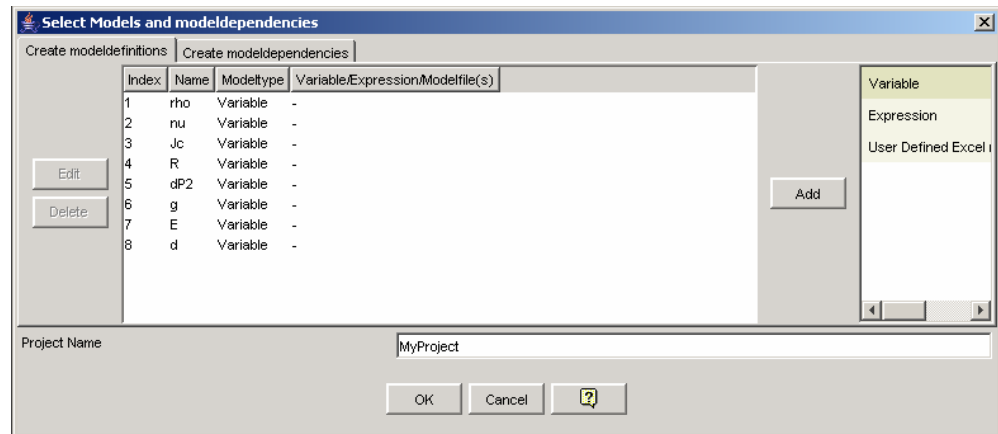 Select Models and modeldependencies
Create modeldefinitions Create modeldependencies
Index Name Modeltype Variable/Expression/Modelfile(s)
1 rho Variable -
2 nu Variable -
3 Jc Variable -
4 R Variable -
5 dP2 Variable -
6 g Variable -
7 E Variable -
8 d Variable -
Edit
Delete
Add
Variable
Expression
User Defined Excel
Project Name MyProject
OK Cancel ?